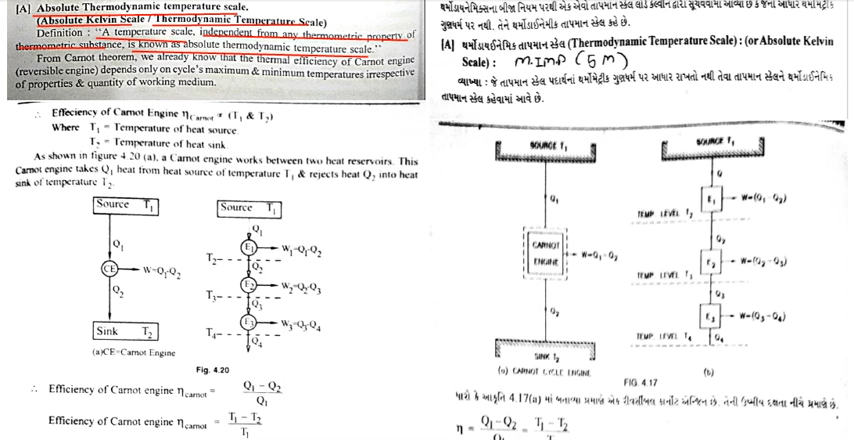 [A] Absolute Thermodynamic temperature scale.
(Absolute Kelvin Scale / Thermodynamic Temperature Scale)
Definition : "A temperature scale, independent from any thermometric property of
thermometric substance, is known as absolute thermodynamic temperature scale."
From Carnot theorem, we already know that the thermal efficiency of Carnot engine
(reversible engine) depends only on cycle's maximum & minimum temperatures irrespective
of properties & quantity of working medium.
∴ Effeciency of Carnot Engine η Carnot = (T₁ & T₂)
Where T₁ = Temperature of heat source
T₂ = Temperature of heat sink
As shown in figure 4 20 (a), a Carnot engine works between two heat reservoirs. This
Carnot engine takes Q₁ heat from heat source of temperature T₁ & rejects heat Q₂ into heat
sink of temperature T₂
Source T₁
Q₁
CE
W=Q₁-Q₂
Q₂
Sink T₂
(a)CE=Carnot Engine
Source T₁
Q₁
E₁
W₁=Q₁-Q₂
T₂
Q₂
E₂
W₂=Q₂-Q₃
T₃
Q₃
E₃
W₃=Q₃-Q₄
T₄
Q₄
Fig. 4.20
∴ Efficiency of Carnot engine η carnot = Q₁ - Q₂ / Q₁
Efficiency of Carnot engine η carnot = T₁ - T₂ / T₁
થર્મોડાયનેમિક્સના બીજા નિયમ પરથી એક એવો તાપમાન સ્કેલ લોર્ડ કેલ્વીન દ્વારા સૂચવવામાં આવ્યો છે કે જેનો આધાર થર્મોમેટ્રીક
ગુણધર્મ પર નથી. તેને થર્મોડાઈનેમીક તાપમાન સ્કેલ કહે છે.
[A] થર્મોડાયનેમિક તાપમાન સ્કેલ (Thermodynamic Temperature Scale) : (or Absolute Kelvin
Scale) : M.IMP (5M)
વ્યાખ્યા : જે તાપમાન સ્કેલ પદાર્થનાં થર્મોમેટ્રીક ગુણધર્મ પર આધાર રાખતો નથી તેવા તાપમાન સ્કેલને થર્મોડાઈનેમિક
તાપમાન સ્કેલ કહેવામાં આવે છે.
SOURCE T₁
Q₁
CARNOT
ENGINE
W=Q₁-Q₂
Q₂
SINK T₂
(a) CARNOT CYCLE ENGINE
SOURCE T₁
Q
E₁
W=(Q₁ Q₂)
TEMP LEVEL T₂
Q₂
E₂
W=(Q₂-Q₃)
TEMP LEVEL T₃
Q₃
E₃
W=(Q₃-Q₄)
TEMP. LEVEL T₄
Q₄
(b)
FIG 4.17
ધારો કે આકૃતિ 4.17(a) માં બતાવ્યા પ્રમાણે એક રીવર્સીબલ કાર્નોટ એન્જિન છે. તેની ઉષ્મીય દક્ષતા નીચે પ્રમાણે છે.
η = Q₁-Q₂ / Q₁ = T₁ - T₂ / T